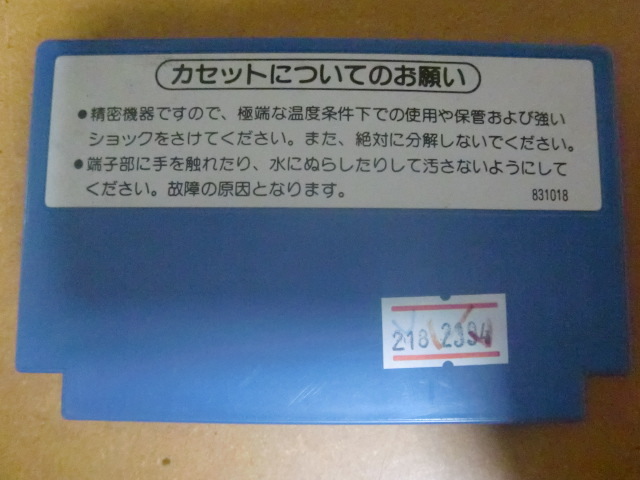 カセットについてのお願い
●精密機器ですので、極端な温度条件下での使用や保管および強い
ショックをさけてください。また、絶対に分解しないでください。
●端子部に手を触れたり、水にぬらしたりして汚さないようにして
ください。故障の原因となります。
831018
218 2394